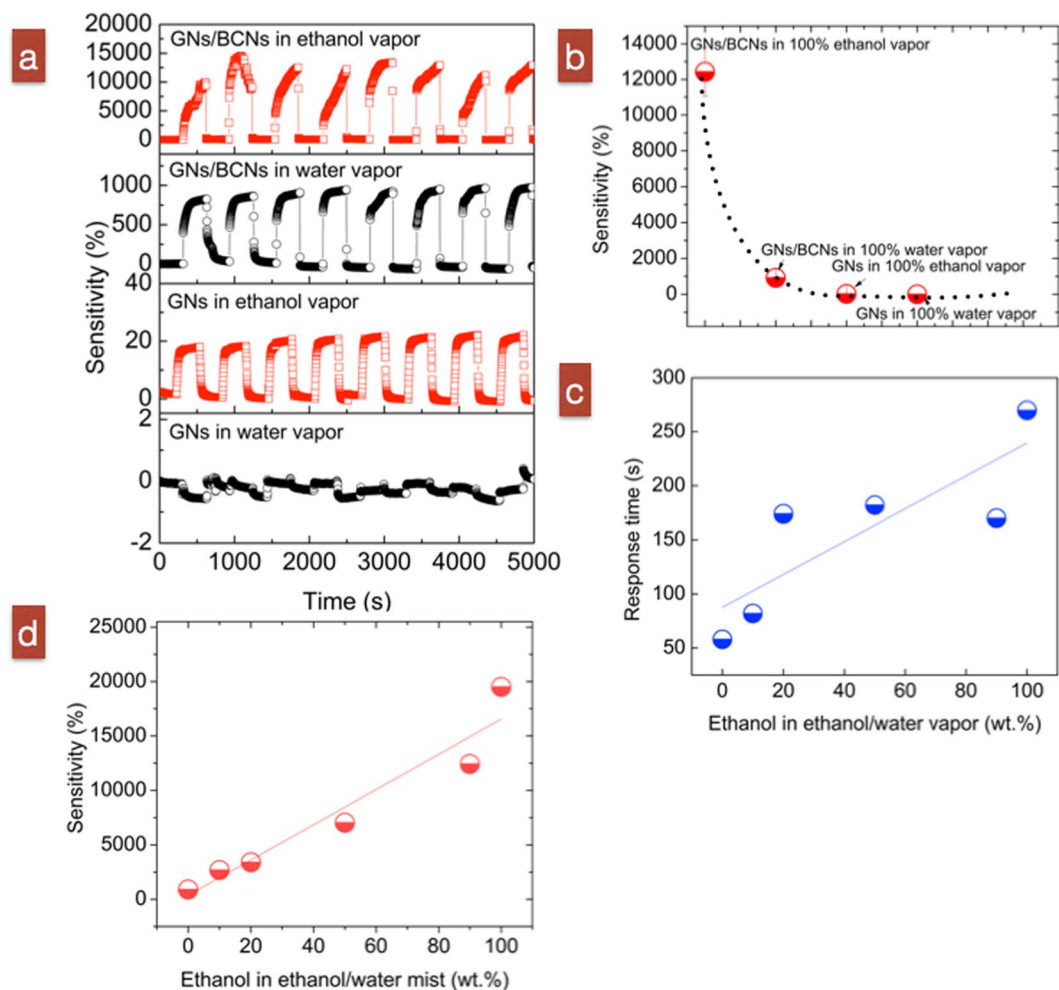 a
20000
15000
10000
5000
0
GNs/BCNs in ethanol vapor
1000
500
0
GNs/BCNs in water vapor
40
20
0
GNs in ethanol vapor
2
0
-2
GNs in water vapor
0 1000 2000 3000 4000 5000
Time (s)
Sensitivity (%)
b
14000
12000
10000
8000
6000
4000
2000
0
Sensitivity (%)
GNs/BCNs in 100% ethanol vapor
GNs/BCNs in 100% water vapor
GNs in 100% ethanol vapor
GNs in 100% water vapor
c
300
250
200
150
100
50
Response time (s)
0 20 40 60 80 100
Ethanol in ethanol/water vapor (wt.%)
d
25000
20000
15000
10000
5000
0
Sensitivity (%)
0 20 40 60 80 100
Ethanol in ethanol/water mist (wt.%)